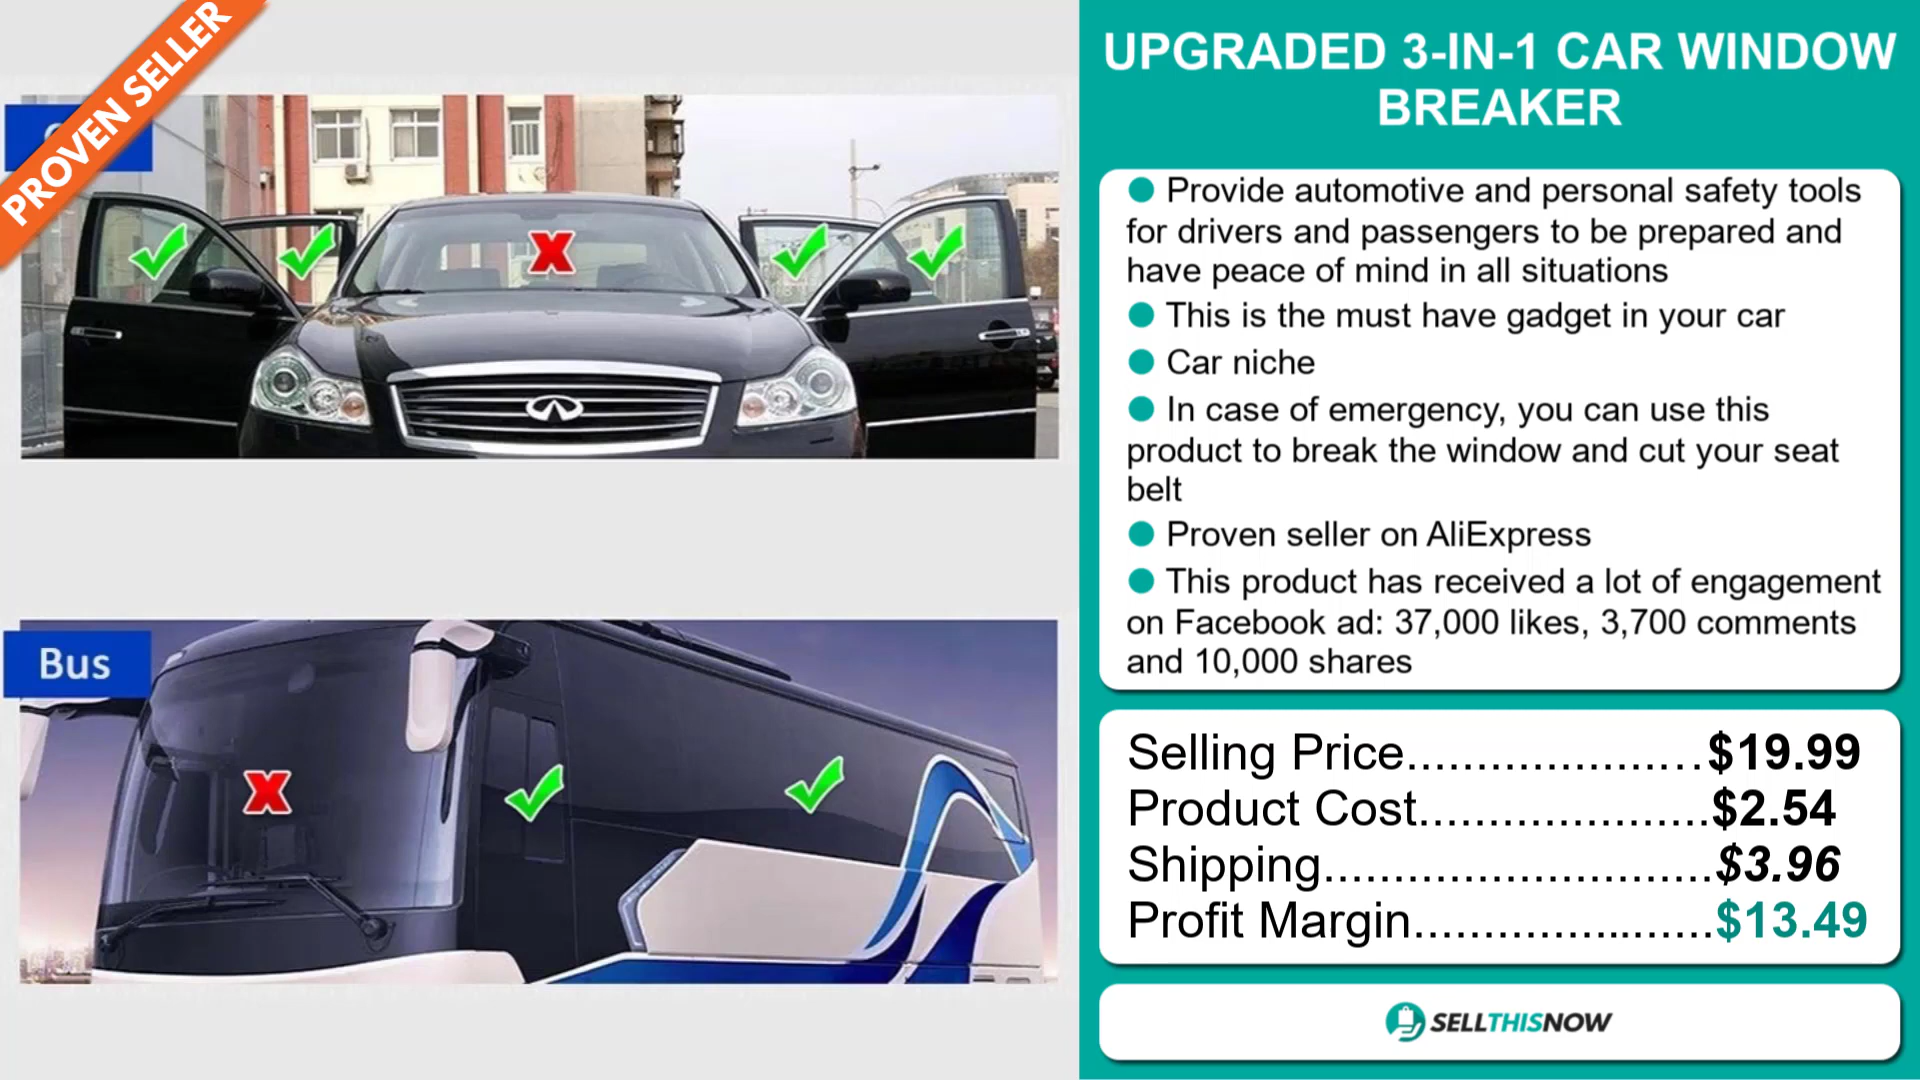 PROVEN SELLER
Bus
UPGRADED 3-IN-1 CAR WINDOW
BREAKER
● Provide automotive and personal safety tools
for drivers and passengers to be prepared and
have peace of mind in all situations
● This is the must have gadget in your car
● Car niche
● In case of emergency, you can use this
product to break the window and cut your seat
belt
● Proven seller on AliExpress
● This product has received a lot of engagement
on Facebook ad: 37,000 likes, 3,700 comments
and 10,000 shares
Selling Price.....................$19.99
Product Cost.....................$2.54
Shipping............................$3.96
Profit Margin......................$13.49
SELLTHISNOW